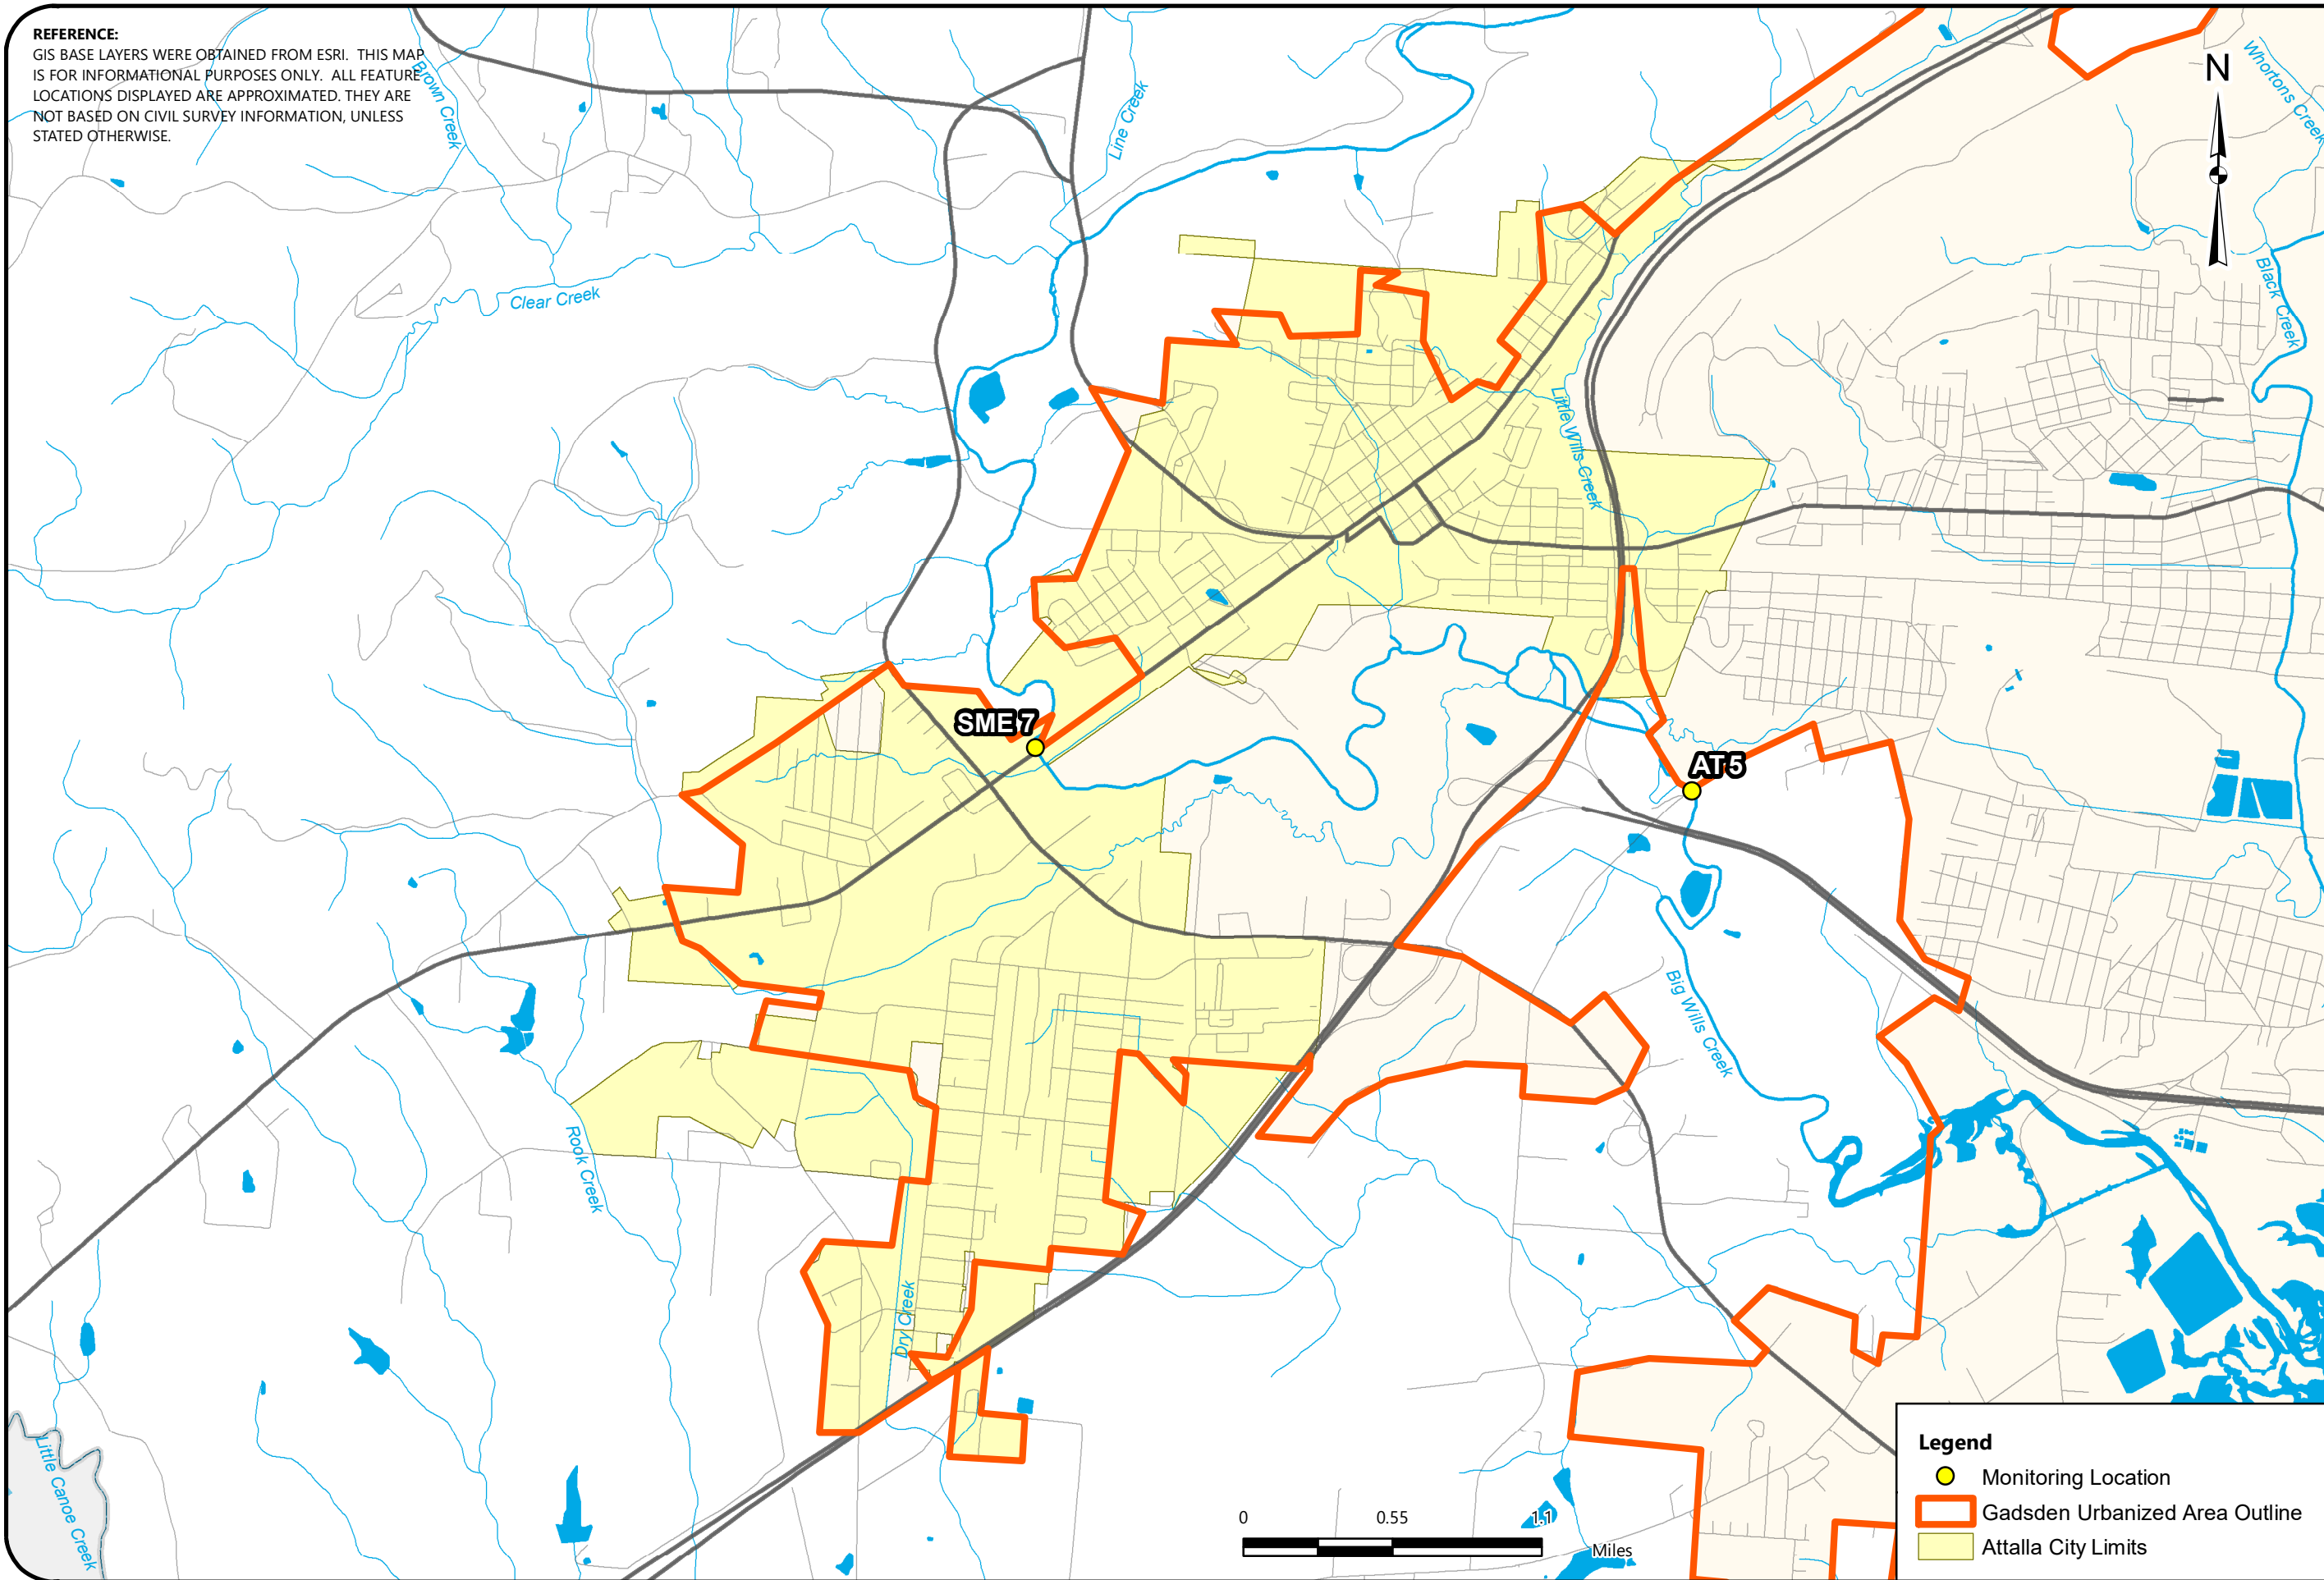 REFERENCE:
GIS BASE LAYERS WERE OBTAINED FROM ESRI. THIS MAP
IS FOR INFORMATIONAL PURPOSES ONLY. ALL FEATURE
LOCATIONS DISPLAYED ARE APPROXIMATED. THEY ARE
NOT BASED ON CIVIL SURVEY INFORMATION, UNLESS
STATED OTHERWISE.
Brown Creek
Line Creek
Whortons Creek
N
Clear Creek
Black Creek
Little Wills Creek
SME 7
AT 5
Big Wills Creek
Rook Creek
Dry Creek
Little Canoe Creek
0 0.55 1.1
Miles
Legend
Monitoring Location
Gadsden Urbanized Area Outline
Attalla City Limits